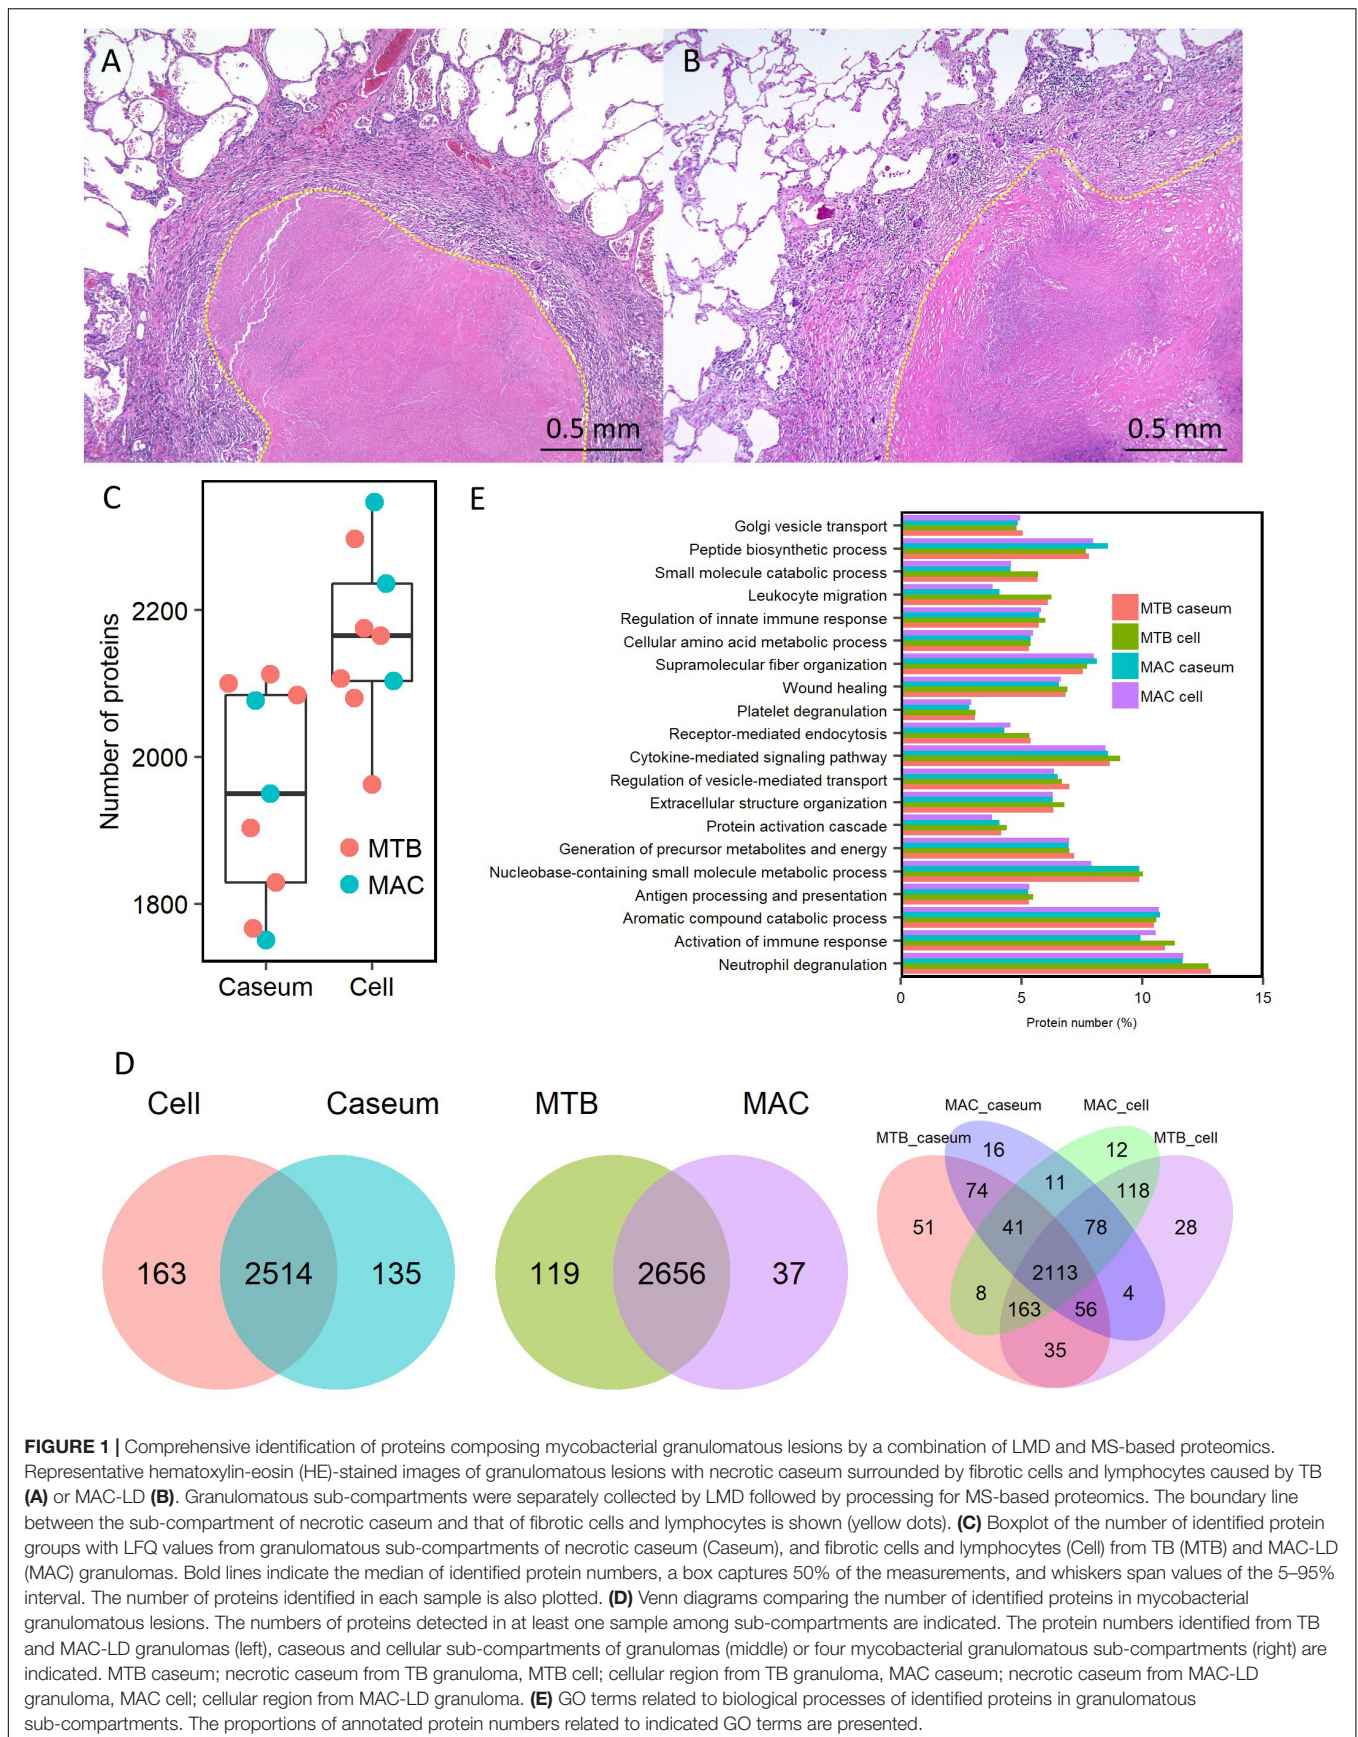 A
B
0.5 mm
0.5 mm
C
Number of proteins
2200
2000
1800
MTB
MAC
Caseum
Cell
E
Golgi vesicle transport
Peptide biosynthetic process
Small molecule catabolic process
Leukocyte migration
Regulation of innate immune response
Cellular amino acid metabolic process
Supramolecular fiber organization
Wound healing
Platelet degranulation
Receptor-mediated endocytosis
Cytokine-mediated signaling pathway
Regulation of vesicle-mediated transport
Extracellular structure organization
Protein activation cascade
Generation of precursor metabolites and energy
Nucleobase-containing small molecule metabolic process
Antigen processing and presentation
Aromatic compound catabolic process
Activation of immune response
Neutrophil degranulation
MTB caseum
MTB cell
MAC caseum
MAC cell
0
5
10
15
Protein number (%)
D
Cell
Caseum
163
2514
135
MTB
MAC
119
2656
37
MAC_caseum
MAC_cell
MTB_caseum
MTB_cell
16
12
74
11
118
51
41
78
28
2113
8
163
56
4
35
FIGURE 1 | Comprehensive identification of proteins composing mycobacterial granulomatous lesions by a combination of LMD and MS-based proteomics.
Representative hematoxylin-eosin (HE)-stained images of granulomatous lesions with necrotic caseum surrounded by fibrotic cells and lymphocytes caused by TB
(A) or MAC-LD (B). Granulomatous sub-compartments were separately collected by LMD followed by processing for MS-based proteomics. The boundary line
between the sub-compartment of necrotic caseum and that of fibrotic cells and lymphocytes is shown (yellow dots). (C) Boxplot of the number of identified protein
groups with LFQ values from granulomatous sub-compartments of necrotic caseum (Caseum), and fibrotic cells and lymphocytes (Cell) from TB (MTB) and MAC-LD
(MAC) granulomas. Bold lines indicate the median of identified protein numbers, a box captures 50% of the measurements, and whiskers span values of the 5–95%
interval. The number of proteins identified in each sample is also plotted. (D) Venn diagrams comparing the number of identified proteins in mycobacterial
granulomatous lesions. The numbers of proteins detected in at least one sample among sub-compartments are indicated. The protein numbers identified from TB
and MAC-LD granulomas (left), caseous and cellular sub-compartments of granulomas (middle) or four mycobacterial granulomatous sub-compartments (right) are
indicated. MTB caseum; necrotic caseum from TB granuloma, MTB cell; cellular region from TB granuloma, MAC caseum; necrotic caseum from MAC-LD
granuloma, MAC cell; cellular region from MAC-LD granuloma. (E) GO terms related to biological processes of identified proteins in granulomatous
sub-compartments. The proportions of annotated protein numbers related to indicated GO terms are presented.